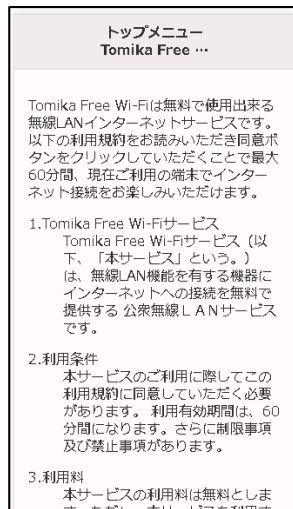 トップメニュー
Tomika Free …
Tomika Free Wi-Fiは無料で使用出来る
無線LANインターネットサービスです。
以下の利用規約をお読みいただき同意ボ
タンをクリックしていただくことで最大
60分間、現在ご利用の端末でインター
ネット接続をお楽しみいただけます。
1.Tomika Free Wi-Fiサービス
Tomika Free Wi-Fiサービス（以
下、「本サービス」という。）
は、無線LAN機能を有する機器に
インターネットへの接続を無料で
提供する 公衆無線ＬＡＮサービス
です。
2.利用条件
本サービスのご利用に際してこの
利用規約に同意していただく必要
があります。 利用有効期間は、60
分間になります。さらに制限事項
及び禁止事項があります。
3.利用料
本サービスの利用料は無料としま